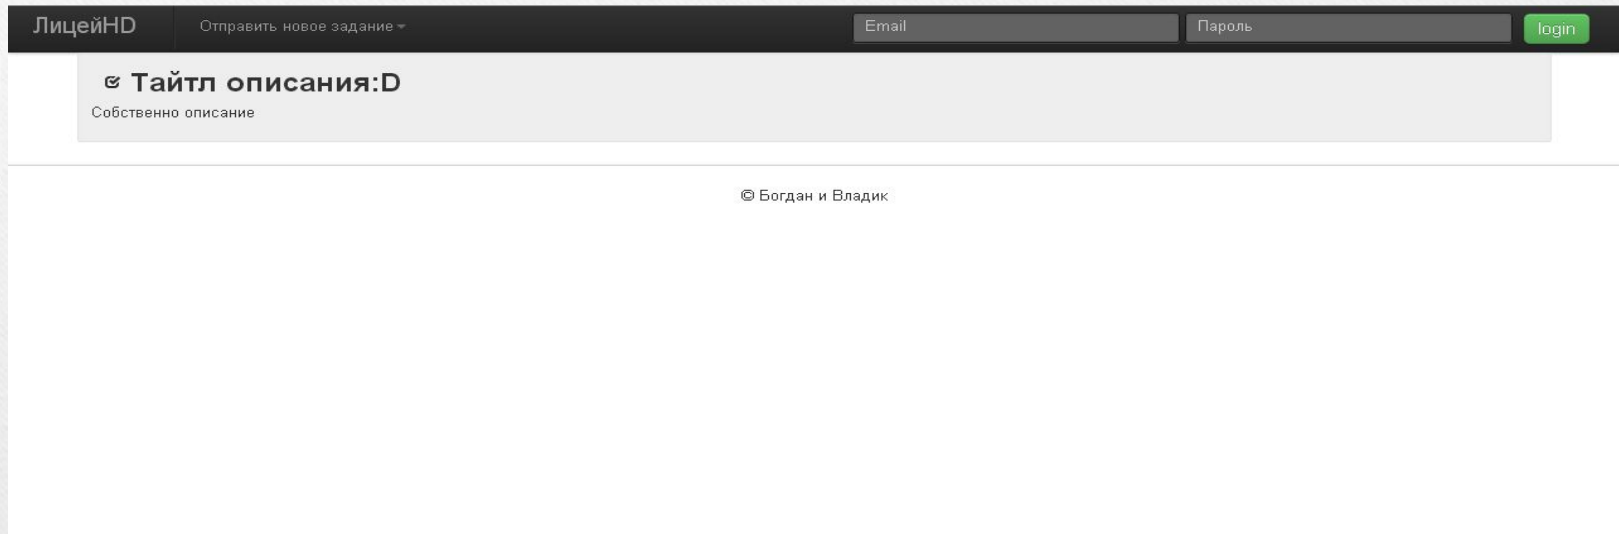 ЛицейHD Отправить новое задание Email Пароль login
Тайтл описания:D
Собственно описание
© Богдан и Владик